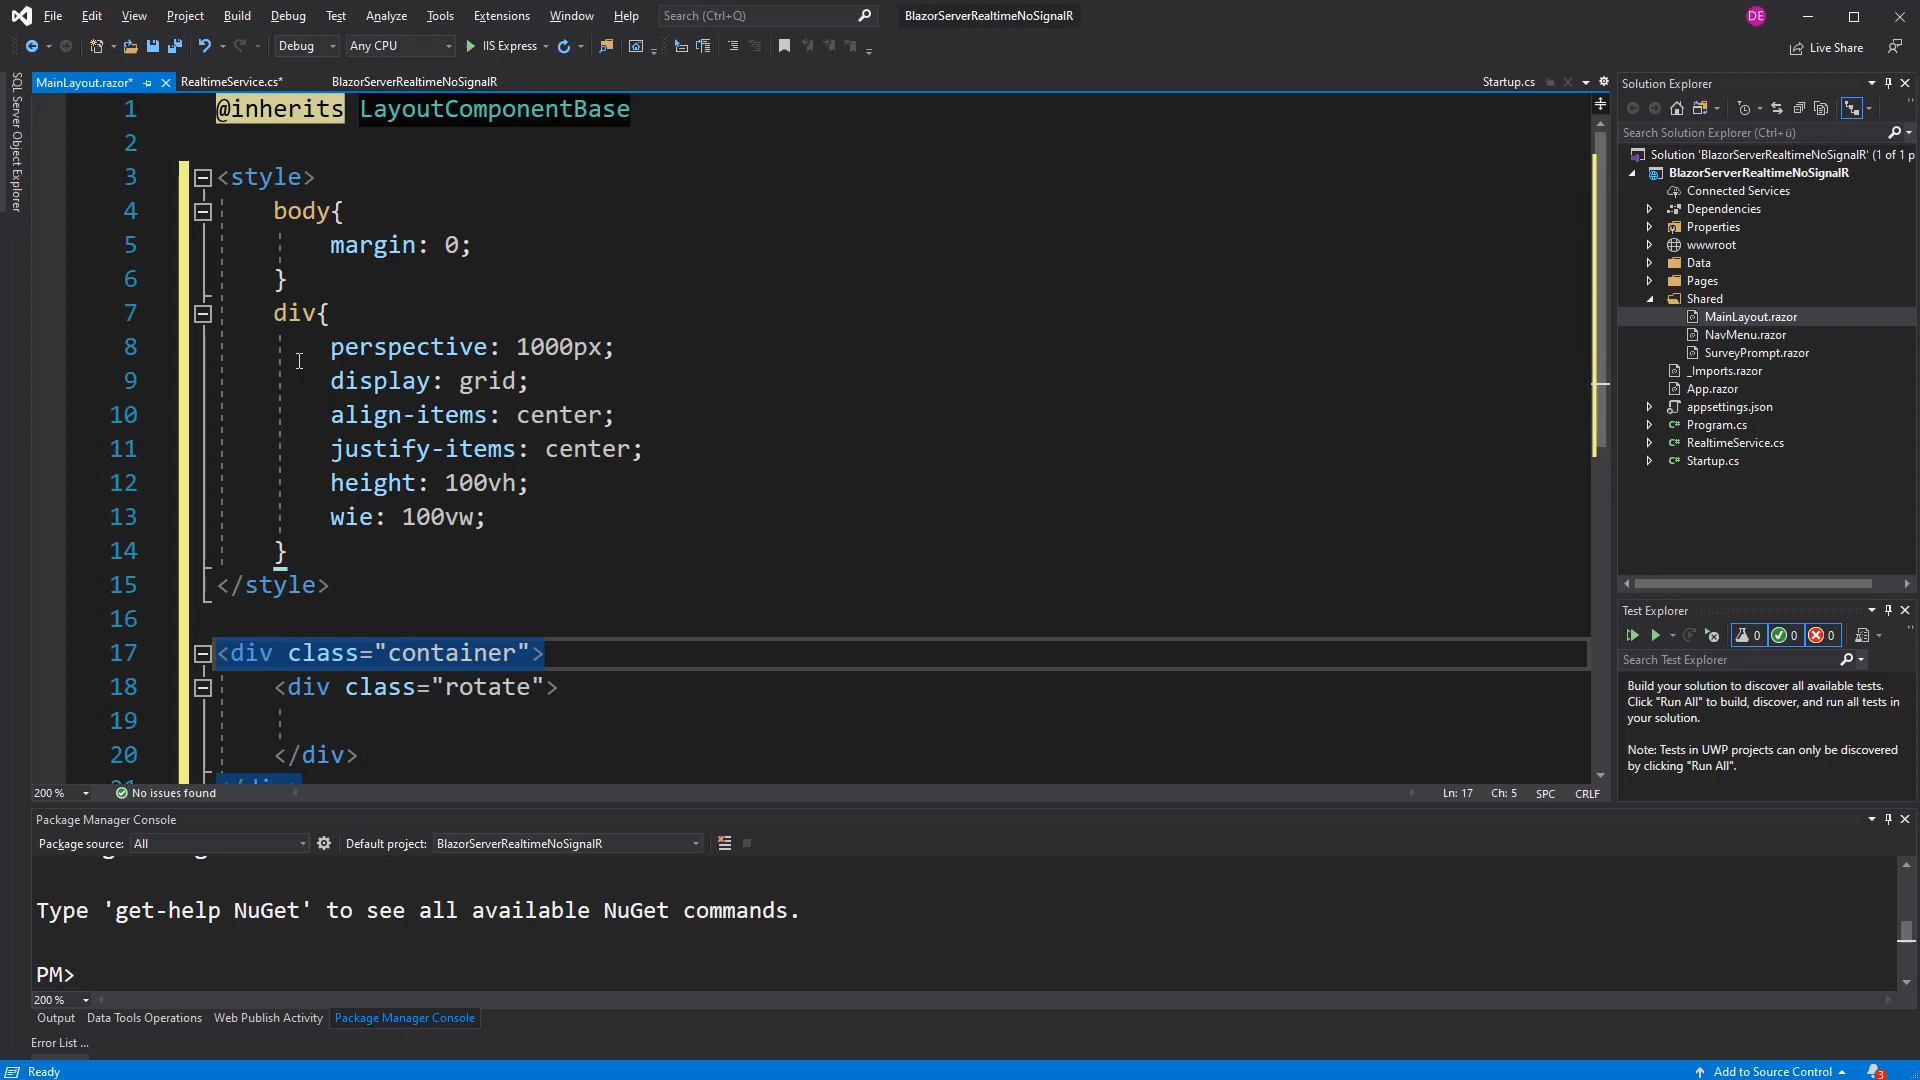 File Edit View Project Build Debug Test Analyze Tools Extensions Window Help Search (Ctrl+Q) BlazorServerRealtimeNoSignalR DE
Debug Any CPU IIS Express Live Share
MainLayout.razor* RealtimeService.cs* BlazorServerRealtimeNoSignalR Startup.cs
SQL Server Object Explorer
1 @inherits LayoutComponentBase
2
3 <style>
4 body{
5 margin: 0;
6 }
7 div{
8 perspective: 1000px;
9 display: grid;
10 align-items: center;
11 justify-items: center;
12 height: 100vh;
13 wie: 100vw;
14 }
15 </style>
16
17 <div class="container">
18 <div class="rotate">
19
20 </div>
200 % No issues found Ln: 17 Ch: 5 SPC CRLF
Solution Explorer
Search Solution Explorer (Ctrl+ü)
Solution 'BlazorServerRealtimeNoSignalR' (1 of 1 p
BlazorServerRealtimeNoSignalR
Connected Services
Dependencies
Properties
wwwroot
Data
Pages
Shared
MainLayout.razor
NavMenu.razor
SurveyPrompt.razor
_Imports.razor
App.razor
appsettings.json
Program.cs
RealtimeService.cs
Startup.cs
Test Explorer
0 0 0
Search Test Explorer
Build your solution to discover all available tests.
Click "Run All" to build, discover, and run all tests in
your solution.
Note: Tests in UWP projects can only be discovered
by clicking "Run All".
Package Manager Console
Package source: All Default project: BlazorServerRealtimeNoSignalR
Type 'get-help NuGet' to see all available NuGet commands.
PM>
200 %
Output Data Tools Operations Web Publish Activity Package Manager Console
Error List ...
Ready Add to Source Control 3